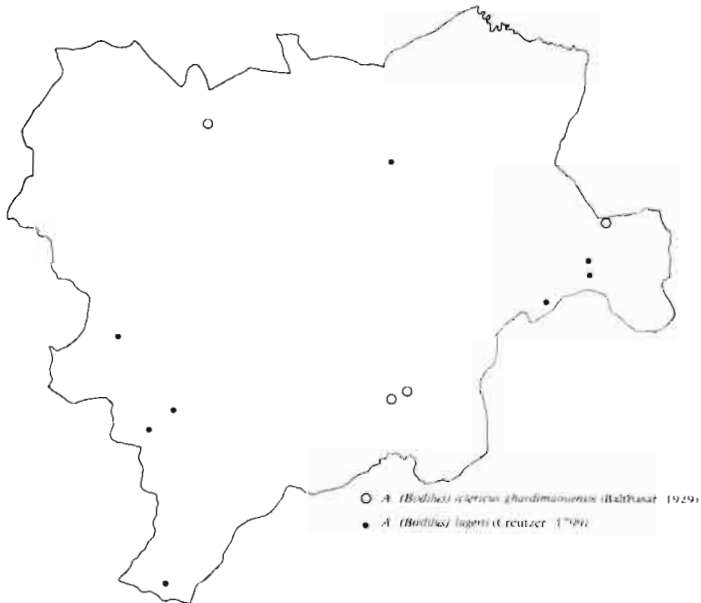 A. (Bodilus) ictericus ghardimaouensis (Balthasar 1929)
A. (Bodilus) lugens (Creutzer 1799)